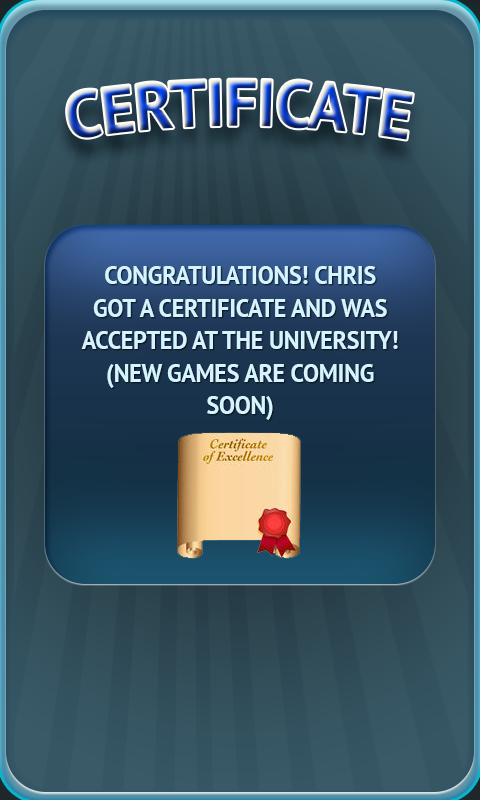 CERTIFICATE
CONGRATULATIONS! CHRIS
GOT A CERTIFICATE AND WAS
ACCEPTED AT THE UNIVERSITY!
(NEW GAMES ARE COMING
SOON)
Certificate
of Excellence